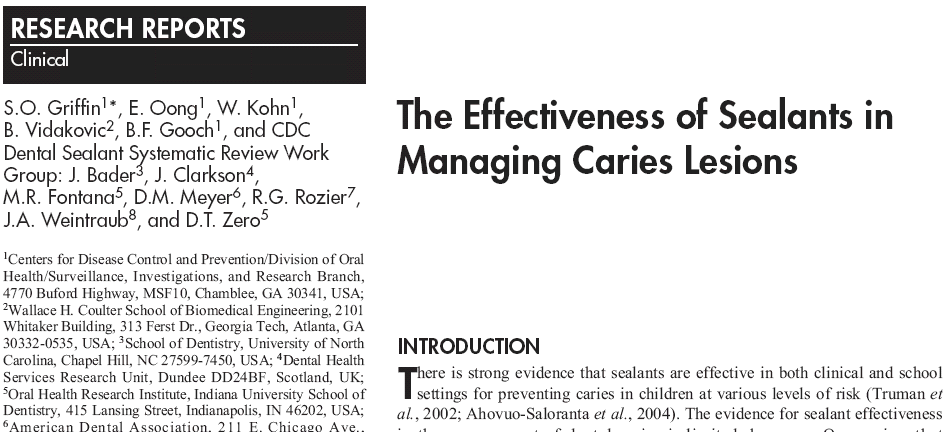 RESEARCH REPORTS
Clinical
S.O. Griffin1*, E. Oong1, W. Kohn1,
B. Vidakovic2, B.F. Gooch1, and CDC
Dental Sealant Systematic Review Work
Group: J. Bader3, J. Clarkson4,
M.R. Fontana5, D.M. Meyer6, R.G. Rozier7,
J.A. Weintraub8, and D.T. Zero5
1Centers for Disease Control and Prevention/Division of Oral
Health/Surveillance, Investigations, and Research Branch,
4770 Buford Highway, MSF10, Chamblee, GA 30341, USA;
2Wallace H. Coulter School of Biomedical Engineering, 2101
Whitaker Building, 313 Ferst Dr., Georgia Tech, Atlanta, GA
30332-0535, USA; 3School of Dentistry, University of North
Carolina, Chapel Hill, NC 27599-7450, USA; 4Dental Health
Services Research Unit, Dundee DD24BF, Scotland, UK;
5Oral Health Research Institute, Indiana University School of
Dentistry, 415 Lansing Street, Indianapolis, IN 46202, USA;
6American Dental Association, 211 E. Chicago Ave.,
The Effectiveness of Sealants in
Managing Caries Lesions
INTRODUCTION
There is strong evidence that sealants are effective in both clinical and school
settings for preventing caries in children at various levels of risk (Truman et
al., 2002; Ahovuo-Saloranta et al., 2004). The evidence for sealant effectiveness